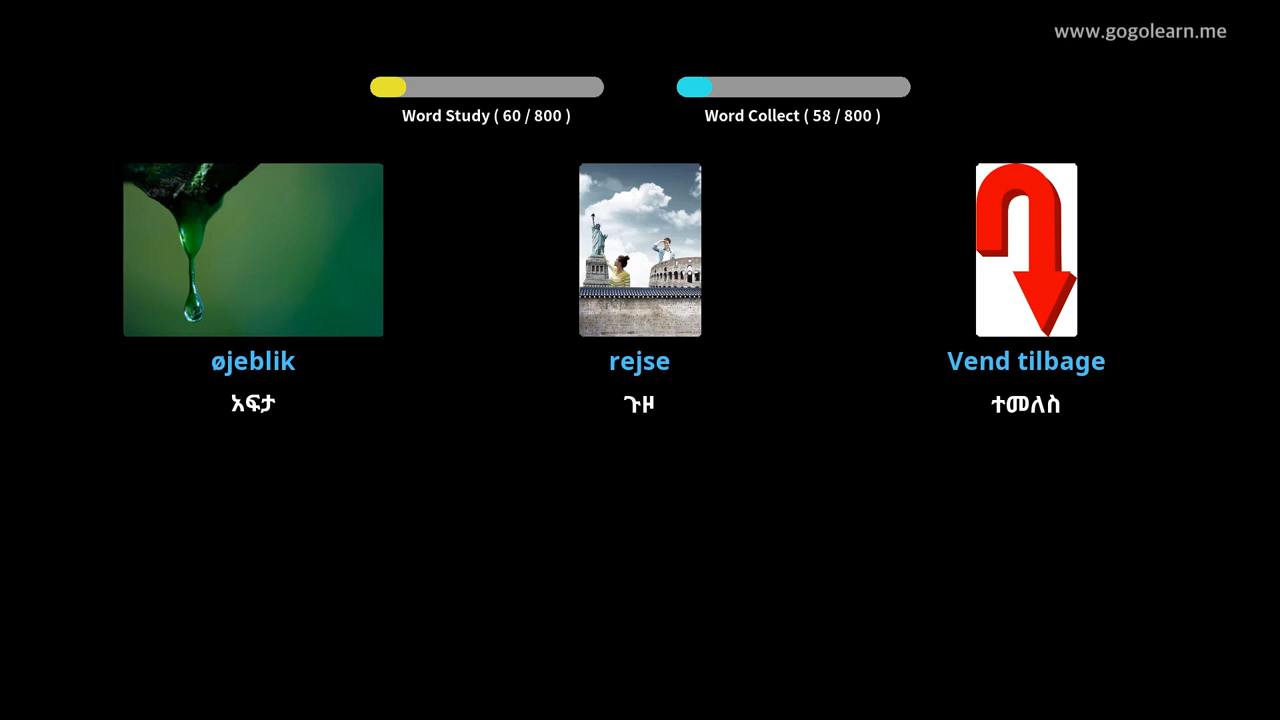 www.gogolearn.me
Word Study ( 60 / 800 )
Word Collect ( 58 / 800 )
øjeblik
rejse
Vend tilbage
አፍታ
ጉዞ
ተመለስ